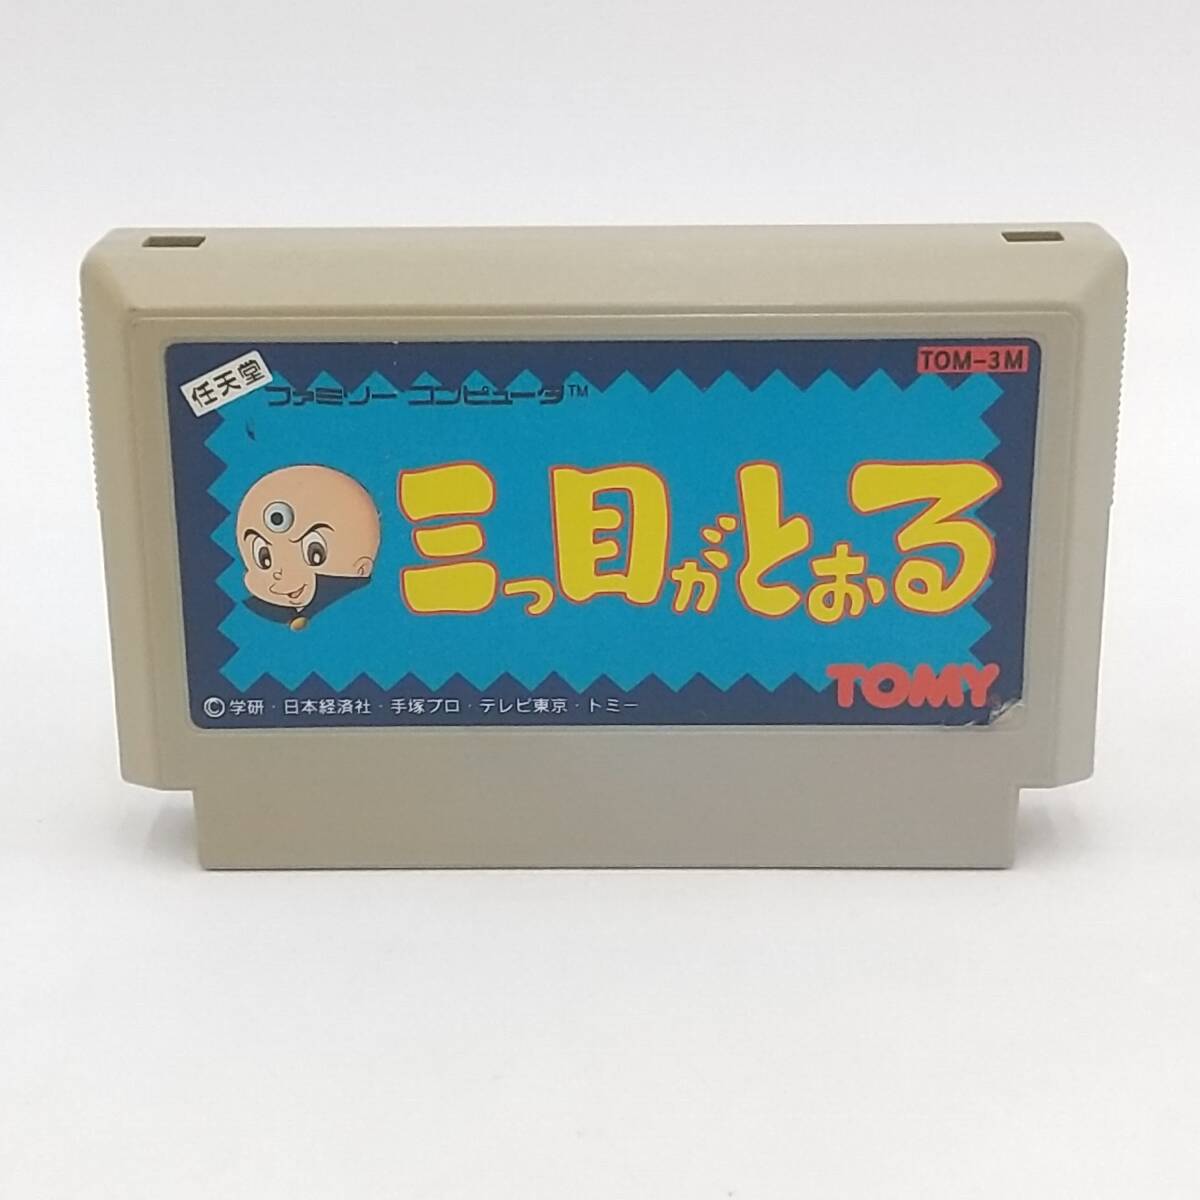 任天堂
ファミリー コンピュータ™
TOM-3M
三つ目がとおる
TOMY
©学研・日本経済社・手塚プロ・テレビ東京・トミー